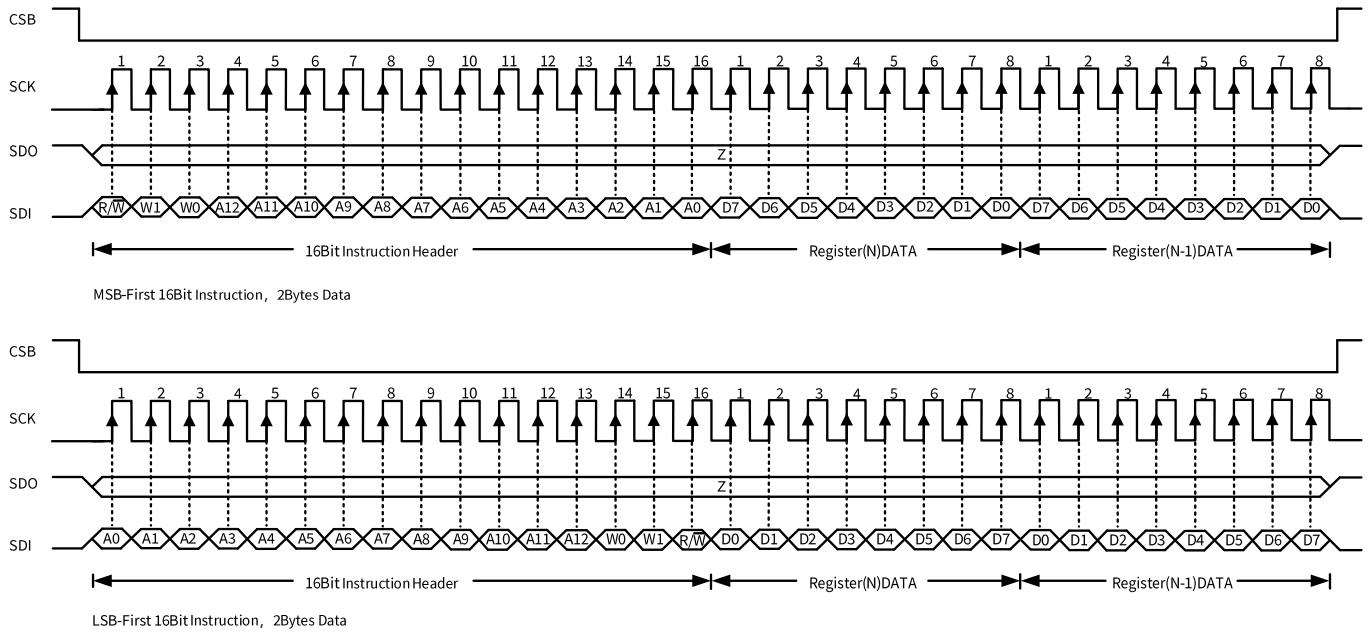 CSB
1 2 3 4 5 6 7 8 9 10 11 12 13 14 15 16 1 2 3 4 5 6 7 8 1 2 3 4 5 6 7 8
SCK
SDO Z
SDI R/W̅ W1 W0 A12 A11 A10 A9 A8 A7 A6 A5 A4 A3 A2 A1 A0 D7 D6 D5 D4 D3 D2 D1 D0 D7 D6 D5 D4 D3 D2 D1 D0
16Bit Instruction Header Register(N)DATA Register(N-1)DATA
MSB-First 16Bit Instruction, 2Bytes Data
CSB
1 2 3 4 5 6 7 8 9 10 11 12 13 14 15 16 1 2 3 4 5 6 7 8 1 2 3 4 5 6 7 8
SCK
SDO Z
SDI A0 A1 A2 A3 A4 A5 A6 A7 A8 A9 A10 A11 A12 W0 W1 R/W̅ D0 D1 D2 D3 D4 D5 D6 D7 D0 D1 D2 D3 D4 D5 D6 D7
16Bit Instruction Header Register(N)DATA Register(N-1)DATA
LSB-First 16Bit Instruction, 2Bytes Data